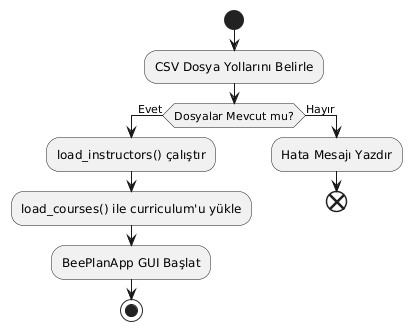 CSV Dosya Yollarını Belirle
Evet
Dosyalar Mevcut mu?
Hayır
load_instructors() çalıştır
Hata Mesajı Yazdır
load_courses() ile curriculum'u yükle
BeePlanApp GUI Başlat